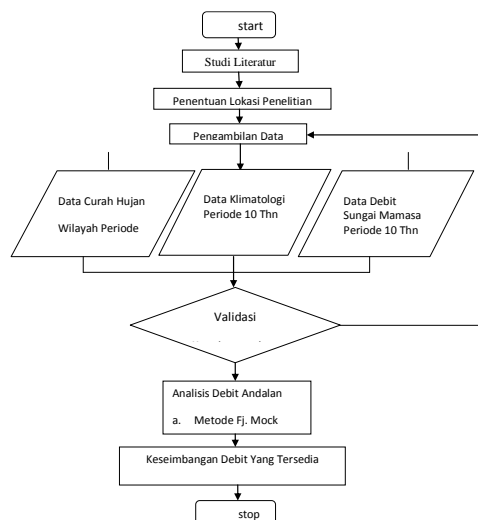 start
Studi Literatur
Penentuan Lokasi Penelitian
Pengambilan Data
Data Curah Hujan
Wilayah Periode
Data Klimatologi
Periode 10 Thn
Data Debit
Sungai Mamasa
Periode 10 Thn
Validasi
Analisis Debit Andalan
a. Metode Fj. Mock
Keseimbangan Debit Yang Tersedia
stop